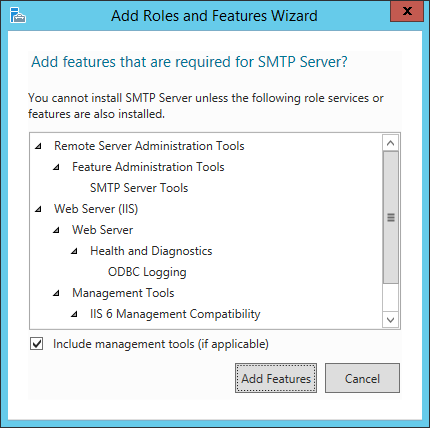 Add Roles and Features Wizard
Add features that are required for SMTP Server?
You cannot install SMTP Server unless the following role services or
features are also installed.
Remote Server Administration Tools
Feature Administration Tools
SMTP Server Tools
Web Server (IIS)
Web Server
Health and Diagnostics
ODBC Logging
Management Tools
IIS 6 Management Compatibility
Include management tools (if applicable)
Add Features
Cancel